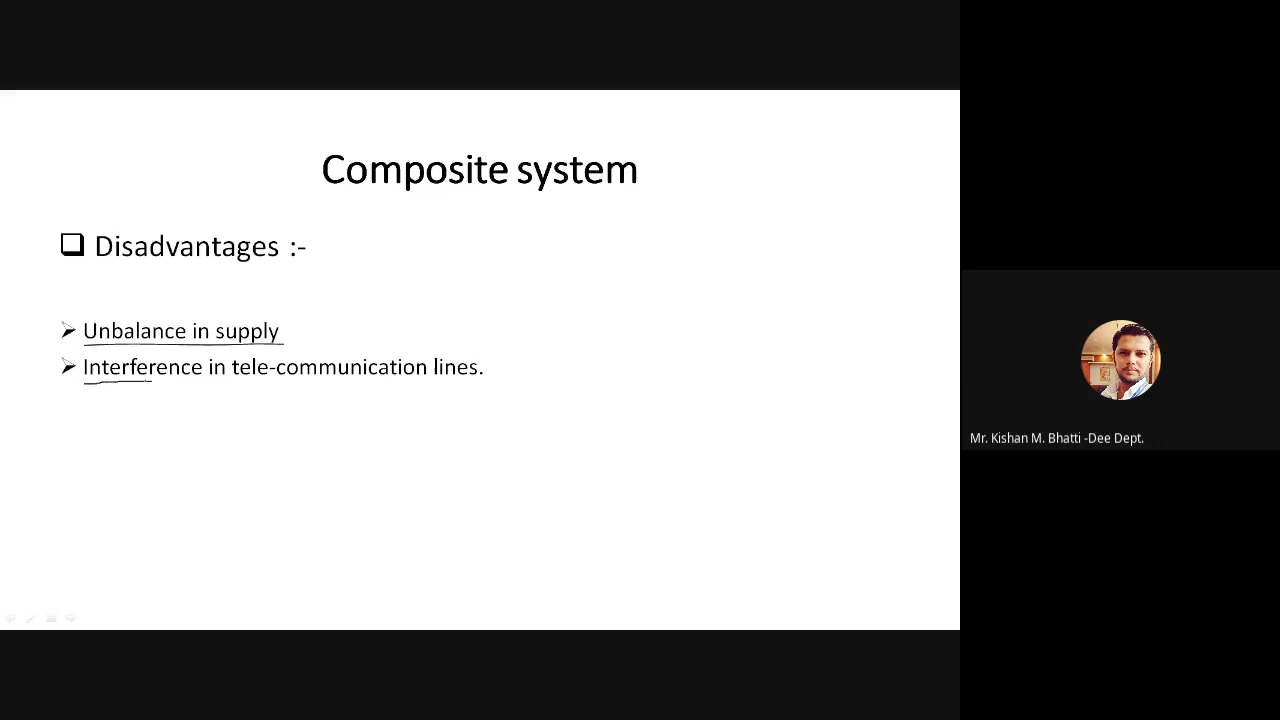 Composite system
Disadvantages :-
Unbalance in supply
Interference in tele-communication lines.
Mr. Kishan M. Bhatti -Dee Dept.